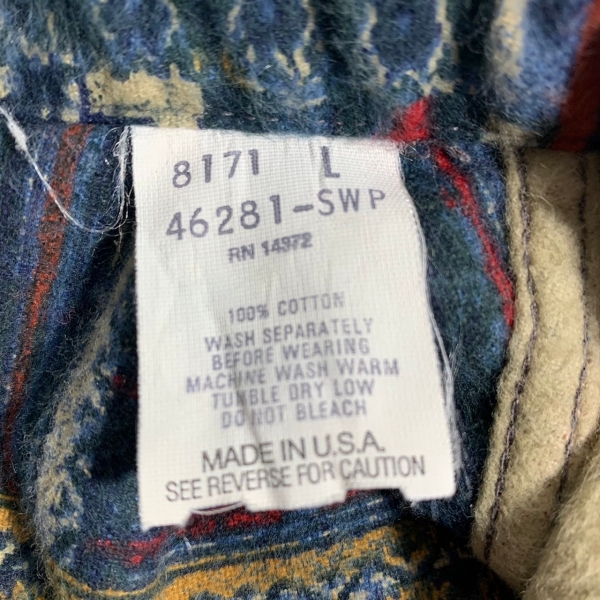 8171 L
46281-SWP
RN 14972
100% COTTON
WASH SEPARATELY
BEFORE WEARING
MACHINE WASH WARM
TUMBLE DRY LOW
DO NOT BLEACH
MADE IN U.S.A.
SEE REVERSE FOR CAUTION